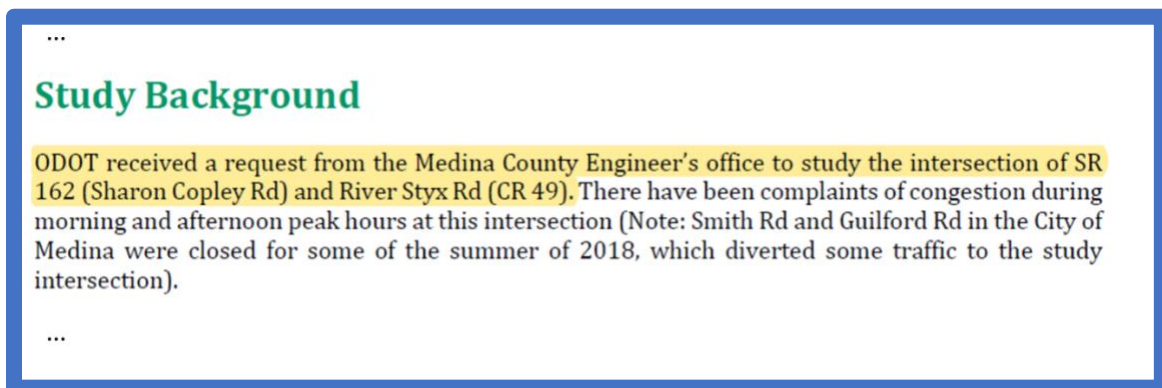 ...
Study Background
ODOT received a request from the Medina County Engineer's office to study the intersection of SR
162 (Sharon Copley Rd) and River Styx Rd (CR 49). There have been complaints of congestion during
morning and afternoon peak hours at this intersection (Note: Smith Rd and Guilford Rd in the City of
Medina were closed for some of the summer of 2018, which diverted some traffic to the study
intersection).
...